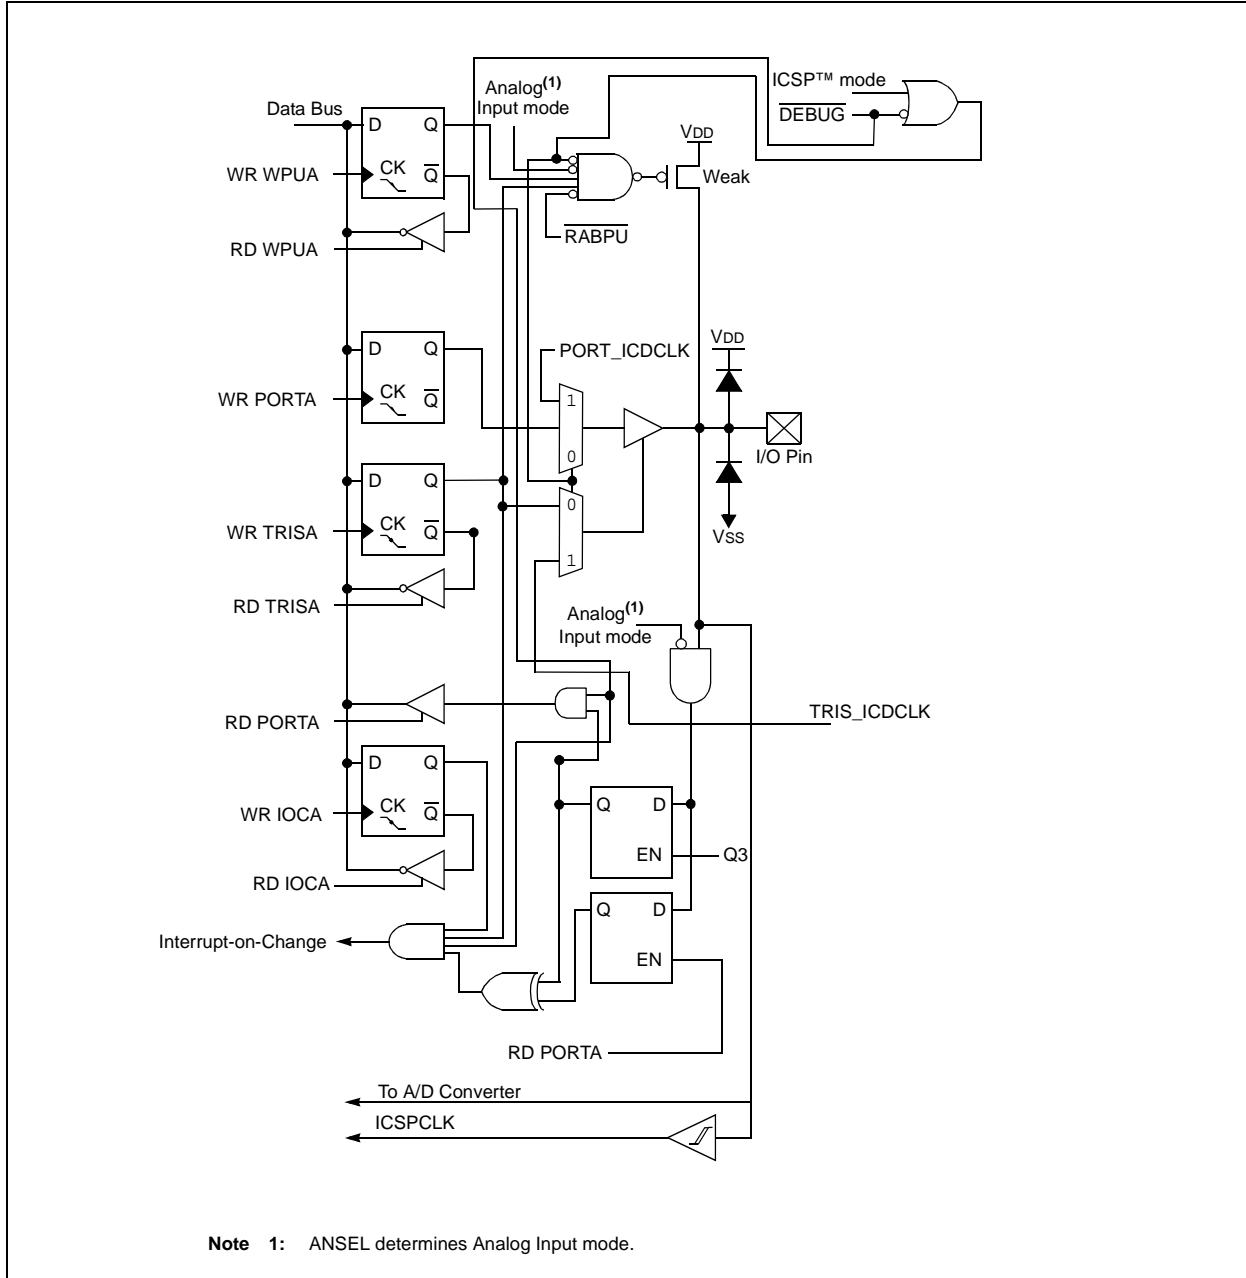 ICSP™ mode
DEBUG
Analog(1)
Input mode
Data Bus
VDD
D Q
WR WPUA
CK Q
Weak
RABPU
RD WPUA
PORT_ICDCLK
VDD
D Q
1
WR PORTA
CK Q
0
I/O Pin
D Q
0
WR TRISA
CK Q
1
VSS
RD TRISA
Analog(1)
Input mode
RD PORTA
TRIS_ICDCLK
D Q
WR IOCA
CK Q
Q D
EN
Q3
RD IOCA
Q D
EN
Interrupt-on-Change
RD PORTA
To A/D Converter
ICSPCLK
Note 1: ANSEL determines Analog Input mode.